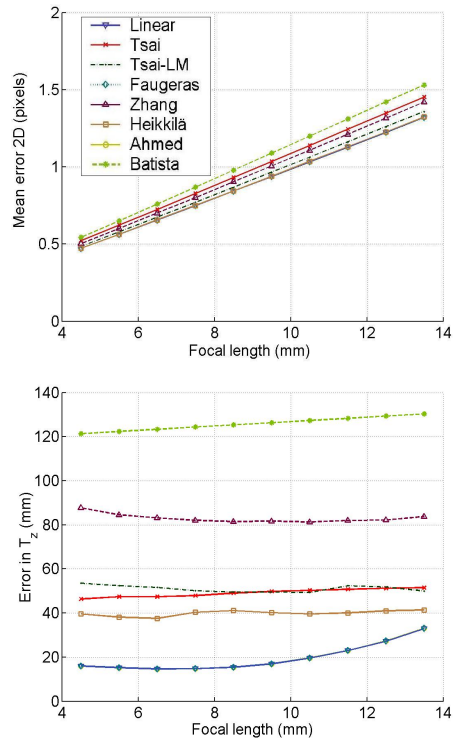 2
1.5
1
0.5
0
Mean error 2D (pixels)
Linear
Tsai
Tsai-LM
Faugeras
Zhang
Heikkilä
Ahmed
Batista
4 6 8 10 12 14
Focal length (mm)
140
120
100
80
60
40
20
0
Error in Tz (mm)
4 6 8 10 12 14
Focal length (mm)